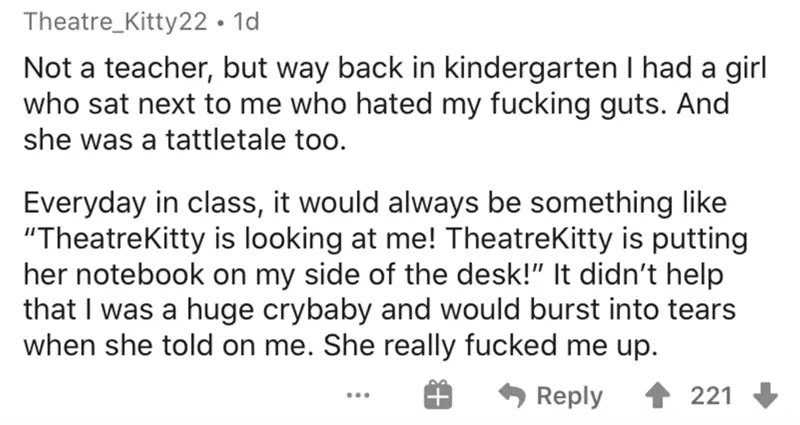 Theatre_Kitty22 • 1d
Not a teacher, but way back in kindergarten I had a girl
who sat next to me who hated my fucking guts. And
she was a tattletale too.
Everyday in class, it would always be something like
“TheatreKitty is looking at me! TheatreKitty is putting
her notebook on my side of the desk!” It didn’t help
that I was a huge crybaby and would burst into tears
when she told on me. She really fucked me up.
... Reply 221